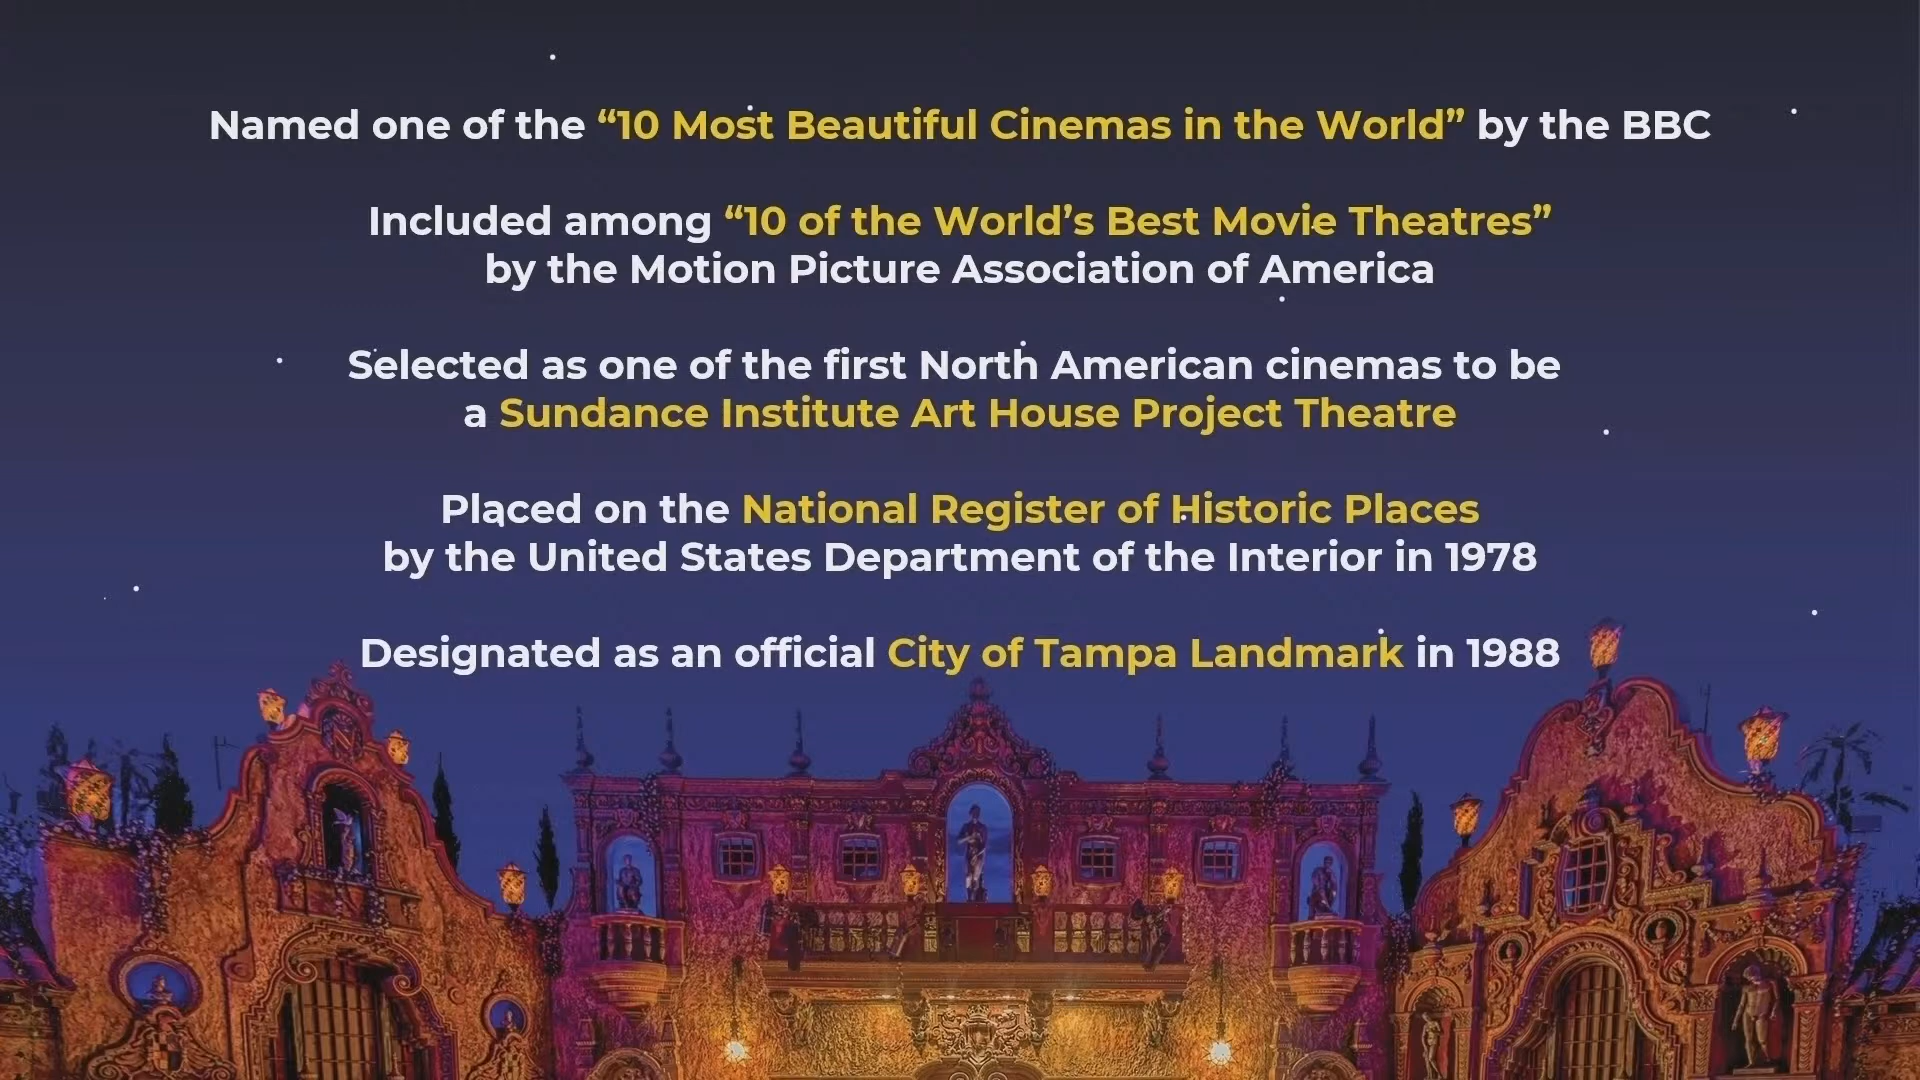 Named one of the “10 Most Beautiful Cinemas in the World” by the BBC
Included among “10 of the World’s Best Movie Theatres”
by the Motion Picture Association of America
Selected as one of the first North American cinemas to be
a Sundance Institute Art House Project Theatre
Placed on the National Register of Historic Places
by the United States Department of the Interior in 1978
Designated as an official City of Tampa Landmark in 1988